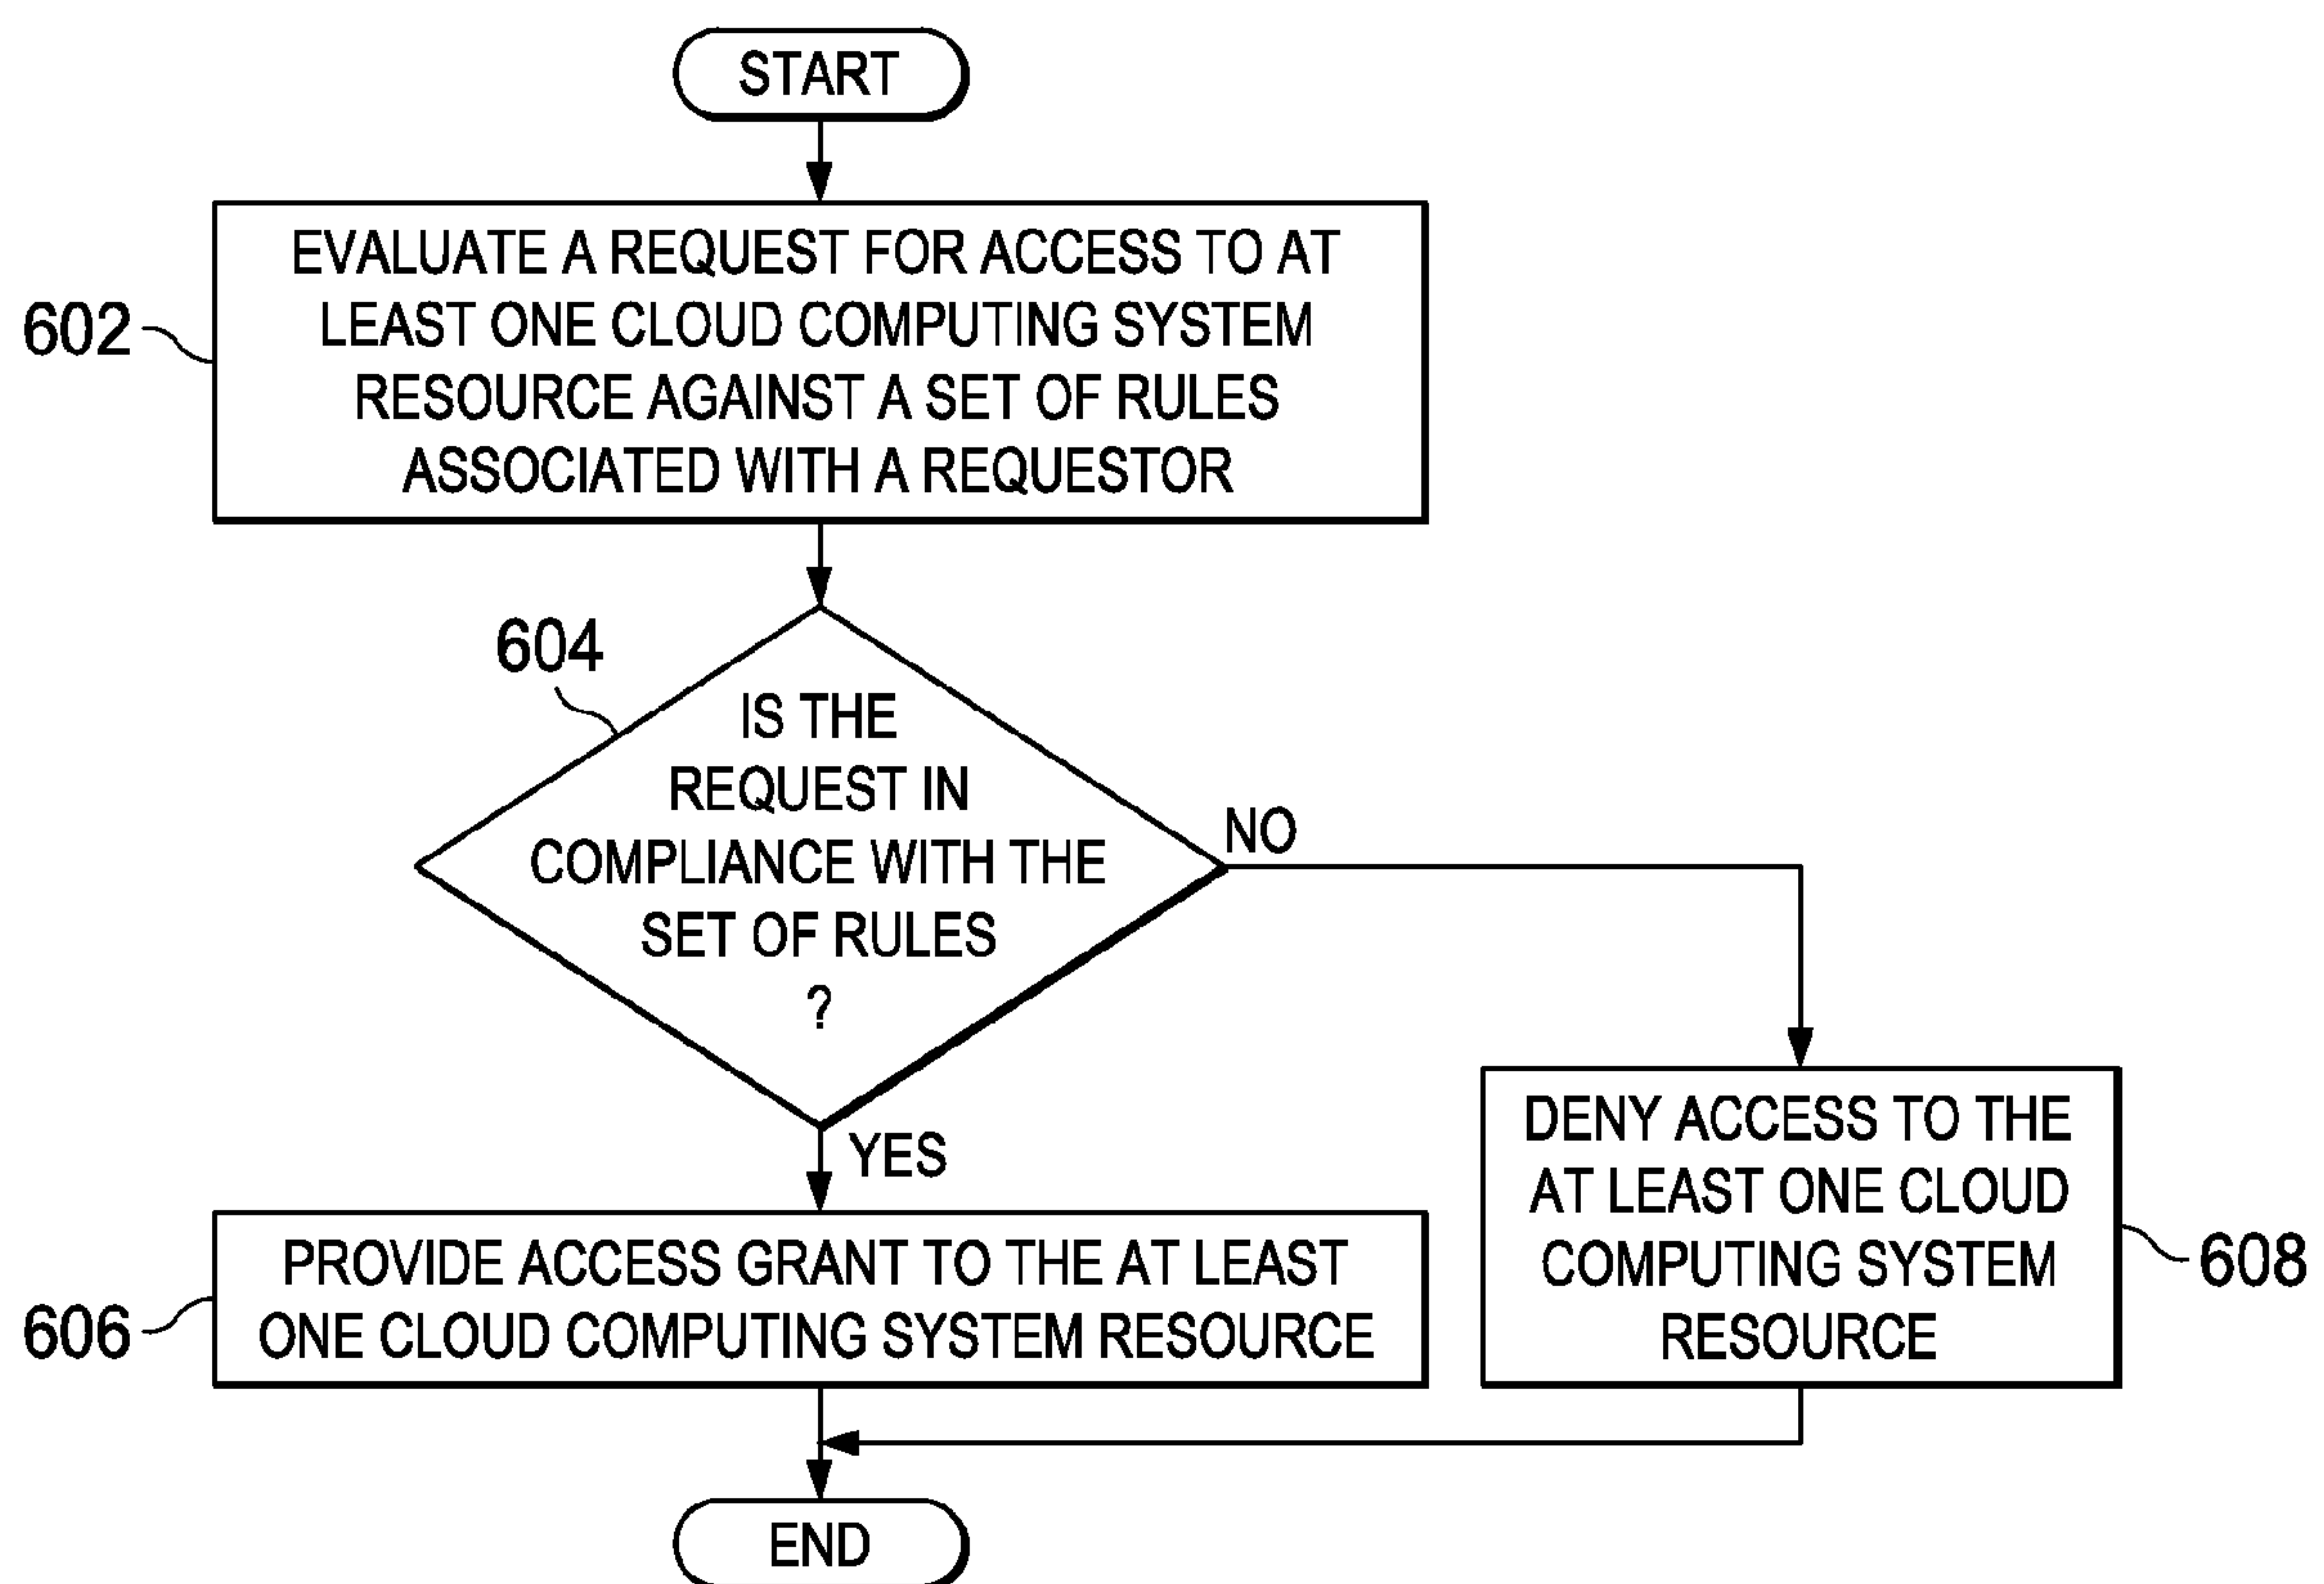 START
602
EVALUATE A REQUEST FOR ACCESS TO AT
LEAST ONE CLOUD COMPUTING SYSTEM
RESOURCE AGAINST A SET OF RULES
ASSOCIATED WITH A REQUESTOR
604
IS THE
REQUEST IN
COMPLIANCE WITH THE
SET OF RULES
?
NO
YES
606
PROVIDE ACCESS GRANT TO THE AT LEAST
ONE CLOUD COMPUTING SYSTEM RESOURCE
DENY ACCESS TO THE
AT LEAST ONE CLOUD
COMPUTING SYSTEM
RESOURCE
608
END